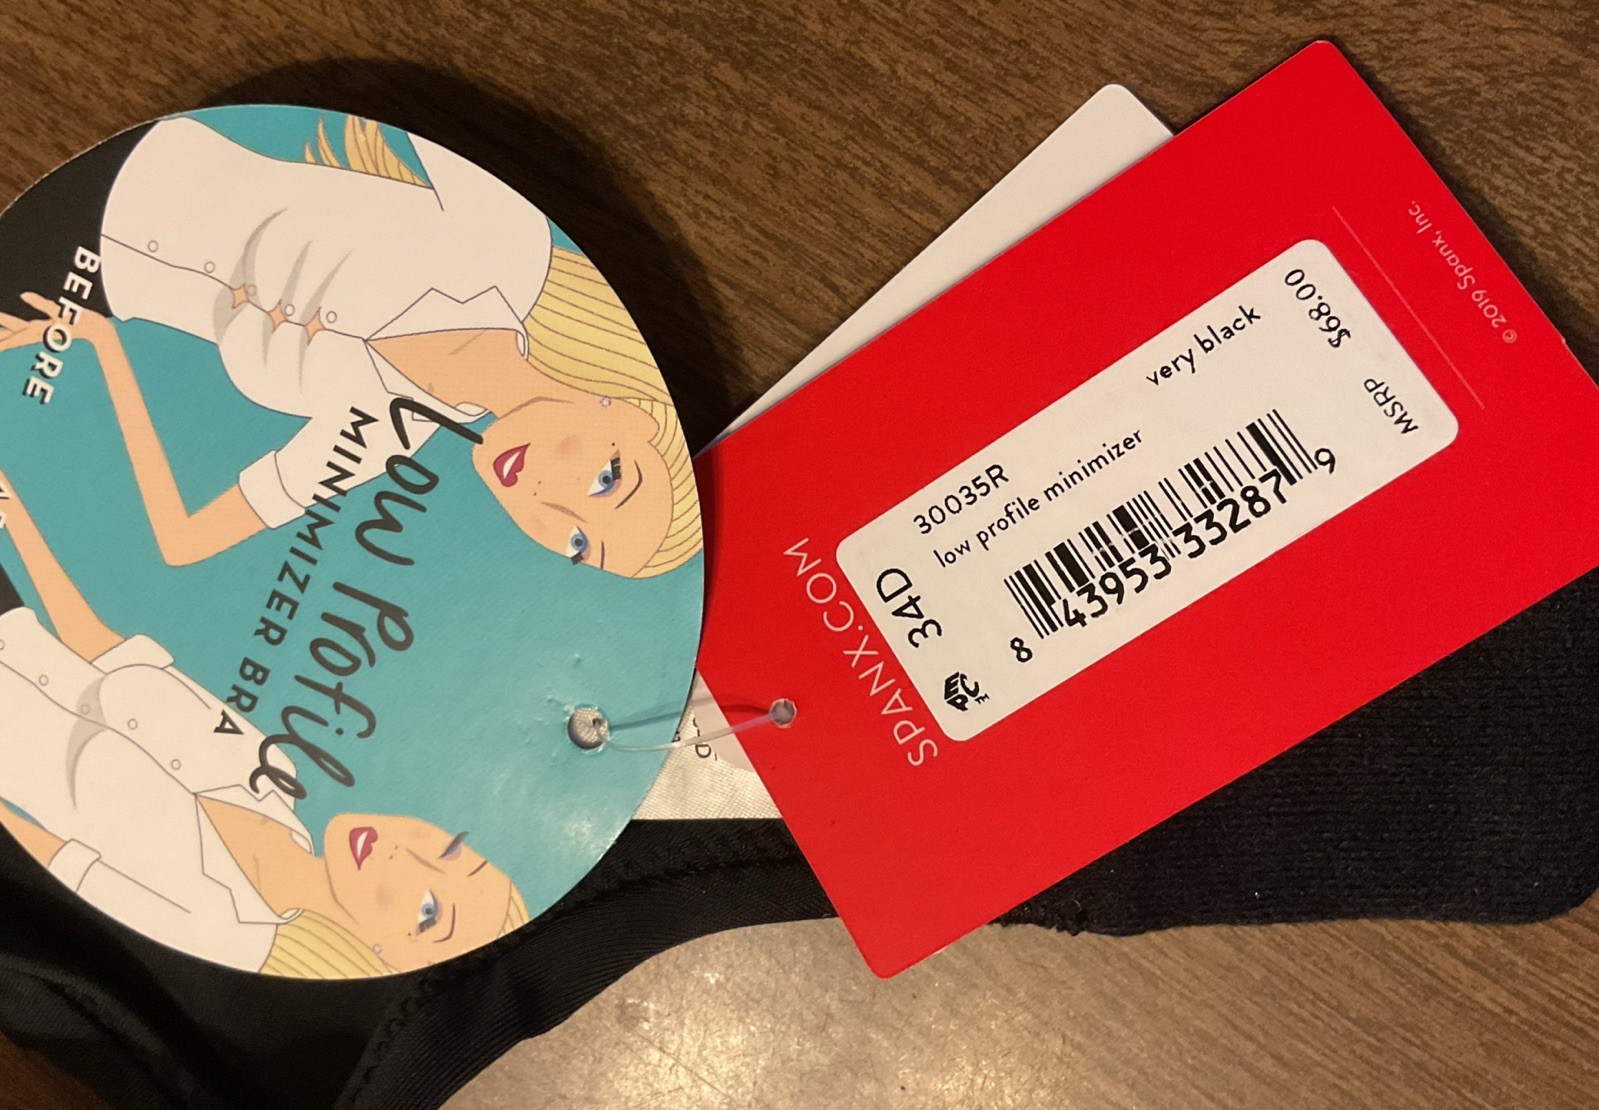 BEFORE
Low Profile
MINIMIZER BRA
SPANX.COM
34D
30035R
low profile minimizer
very black
8 43953 33287 9
$68.00
MSRP
© 2019 Spanx, Inc.